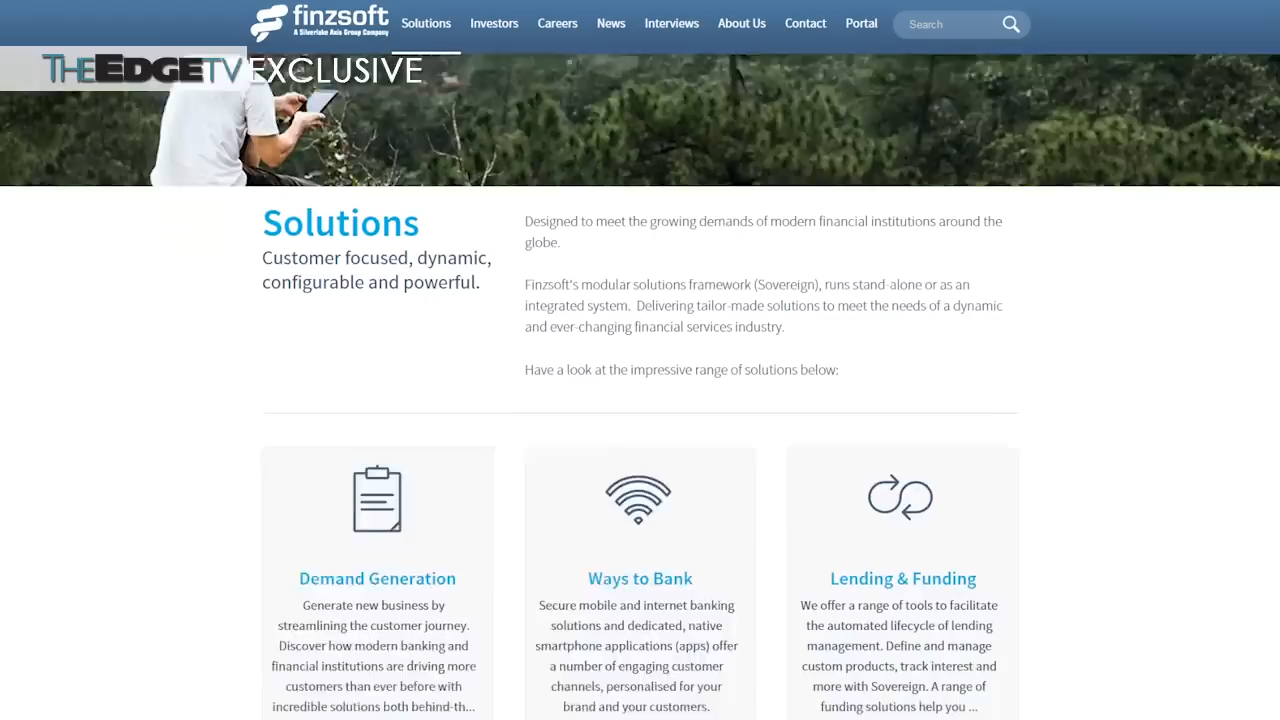 finzsoft
A Silverlake Axis Group Company
Solutions Investors Careers News Interviews About Us Contact Portal Search
THEEDGETV EXCLUSIVE
Solutions
Customer focused, dynamic,
configurable and powerful.
Designed to meet the growing demands of modern financial institutions around the
globe.
Finzsoft's modular solutions framework (Sovereign), runs stand-alone or as an
integrated system. Delivering tailor-made solutions to meet the needs of a dynamic
and ever-changing financial services industry.
Have a look at the impressive range of solutions below:
Demand Generation
Generate new business by
streamlining the customer journey.
Discover how modern banking and
financial institutions are driving more
customers than ever before with
incredible solutions both behind-th...
Ways to Bank
Secure mobile and internet banking
solutions and dedicated, native
smartphone applications (apps) offer
a number of engaging customer
channels, personalised for your
brand and your customers.
Lending & Funding
We offer a range of tools to facilitate
the automated lifecycle of lending
management. Define and manage
custom products, track interest and
more with Sovereign. A range of
funding solutions help you ...